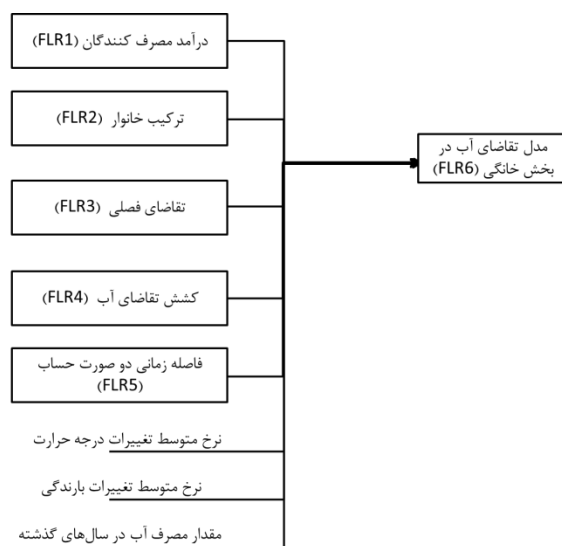 درآمد مصرف کنندگان (FLR1)
ترکیب خانوار (FLR2)
تقاضای فصلی (FLR3)
کشش تقاضای آب (FLR4)
فاصله زمانی دو صورت حساب
(FLR5)
نرخ متوسط تغییرات درجه حرارت
نرخ متوسط تغییرات بارندگی
مقدار مصرف آب در سال‌های گذشته
مدل تقاضای آب در
بخش خانگی (FLR6)